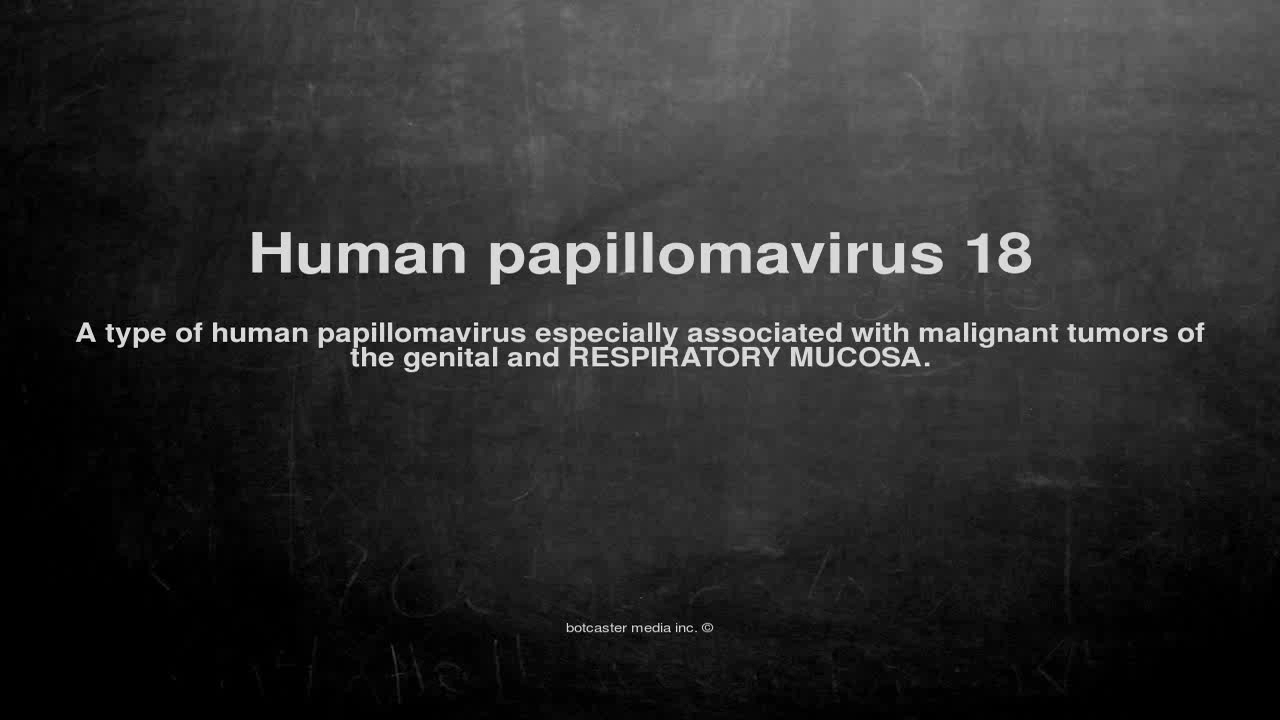 Human papillomavirus 18
A type of human papillomavirus especially associated with malignant tumors of
the genital and RESPIRATORY MUCOSA.
botcaster media inc. ©